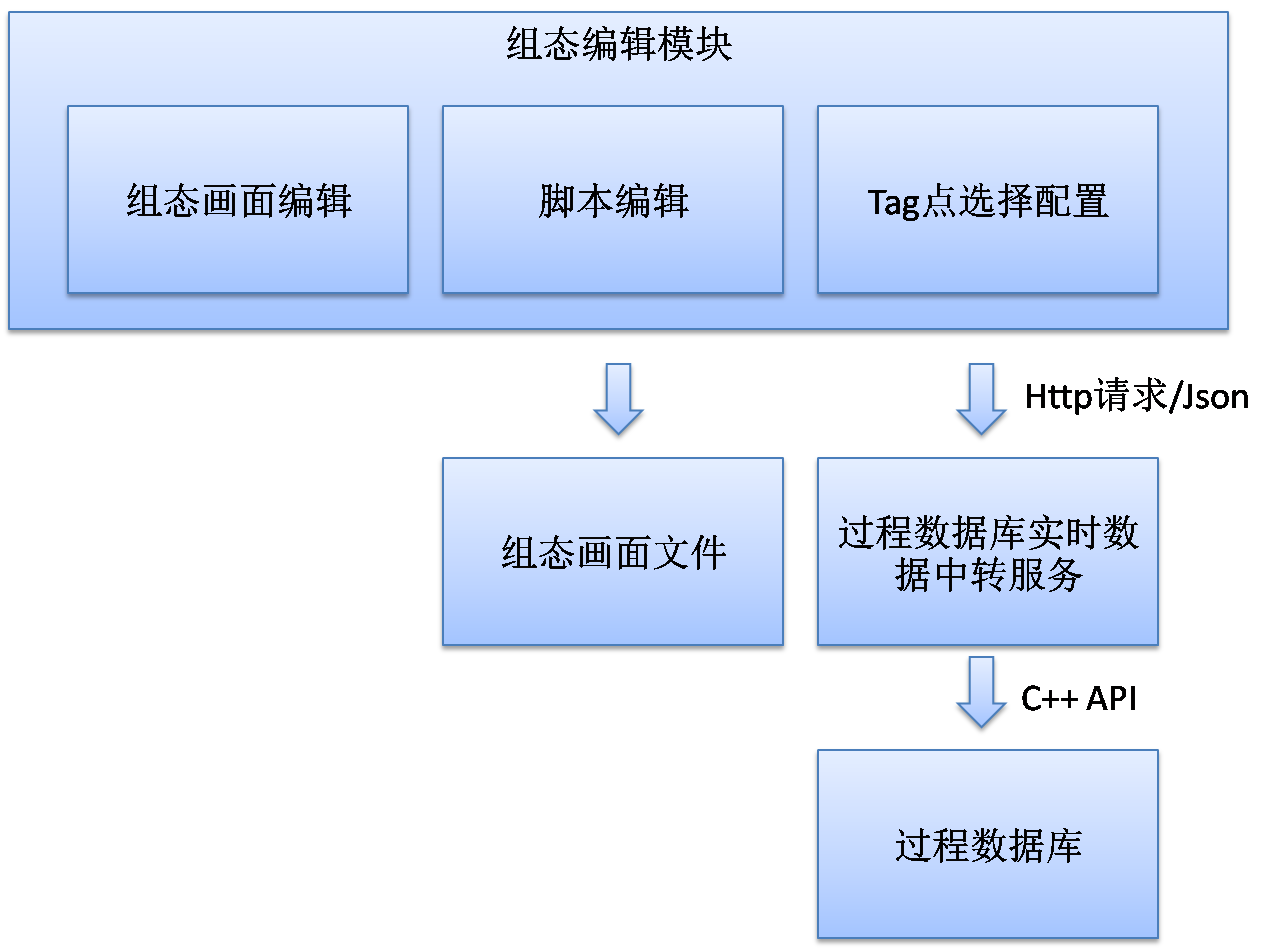 组态编辑模块
组态画面编辑
脚本编辑
Tag点选择配置
Http请求/Json
组态画面文件
过程数据库实时数
据中转服务
C++ API
过程数据库